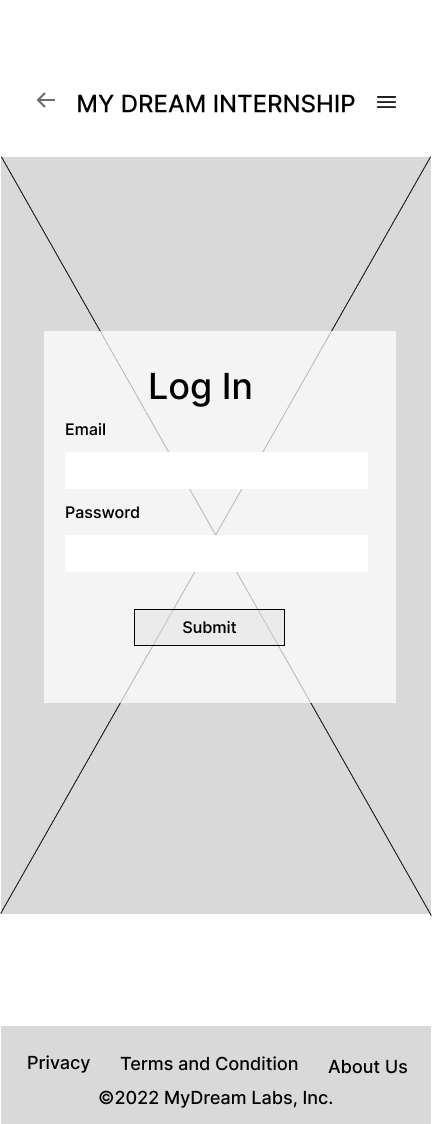 MY DREAM INTERNSHIP
Log In
Email
Password
Submit
Privacy Terms and Condition About Us
©2022 MyDream Labs, Inc.